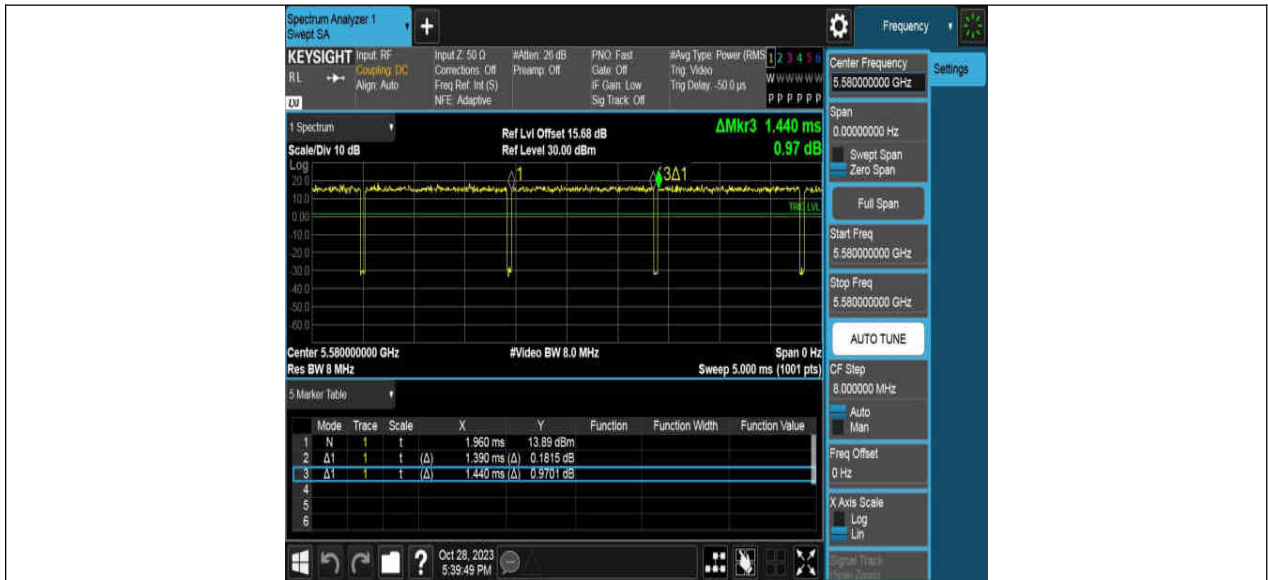 Spectrum Analyzer 1
Swept SA
+
Frequency
KEYSIGHT
RL
Input: RF
Coupling: DC
Align: Auto
Input Z: 50 Ω
Corrections: Off
Freq Ref: Int (S)
NFE: Adaptive
#Atten: 26 dB
Preamp: Off
PNO: Fast
Gate: Off
IF Gain: Low
Sig Track: Off
#Avg Type: Power (RMS
Trig: Video
Trig Delay: -50.0 µs
1 2 3 4 5 6
W W W W W W
P P P P P P
1 Spectrum
Scale/Div 10 dB
Ref Lvl Offset 15.68 dB
Ref Level 30.00 dBm
ΔMkr3 1.440 ms
0.97 dB
Log
20.0
10.0
0.00
-10.0
-20.0
-30.0
-40.0
-50.0
-60.0
1
3Δ1
TRIG LVL
Center 5.580000000 GHz
Res BW 8 MHz
#Video BW 8.0 MHz
Span 0 Hz
Sweep 5.000 ms (1001 pts)
5 Marker Table
Mode Trace Scale X Y Function Function Width Function Value
1 N 1 t 1.960 ms 13.89 dBm
2 Δ1 1 t (Δ) 1.390 ms (Δ) 0.1815 dB
3 Δ1 1 t (Δ) 1.440 ms (Δ) 0.9701 dB
4
5
6
?
Oct 28, 2023
5:39:49 PM
Center Frequency
5.580000000 GHz
Settings
Span
0.00000000 Hz
Swept Span
Zero Span
Full Span
Start Freq
5.580000000 GHz
Stop Freq
5.580000000 GHz
AUTO TUNE
CF Step
8.000000 MHz
Auto
Man
Freq Offset
0 Hz
X Axis Scale
Log
Lin
Signal Track
(Span Zoom)